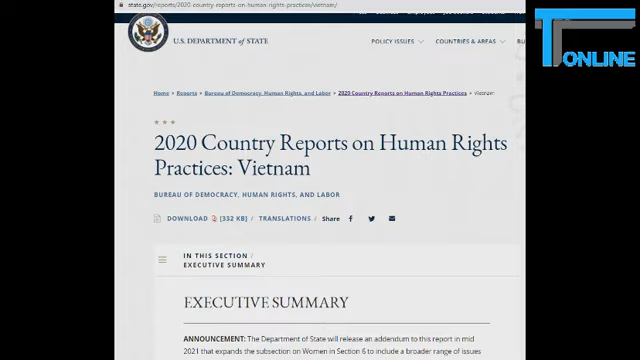 state.gov/reports/2020-country-reports-on-human-rights-practices/vietnam/
U.S. DEPARTMENT of STATE
POLICY ISSUES
COUNTRIES & AREAS
BU
T ONLINE
Home > Reports > Bureau of Democracy, Human Rights, and Labor > 2020 Country Reports on Human Rights Practices > Vietnam
2020 Country Reports on Human Rights
Practices: Vietnam
BUREAU OF DEMOCRACY, HUMAN RIGHTS, AND LABOR
DOWNLOAD [332 KB] / TRANSLATIONS / Share
IN THIS SECTION /
EXECUTIVE SUMMARY
EXECUTIVE SUMMARY
ANNOUNCEMENT: The Department of State will release an addendum to this report in mid
2021 that expands the subsection on Women in Section 6 to include a broader range of issues